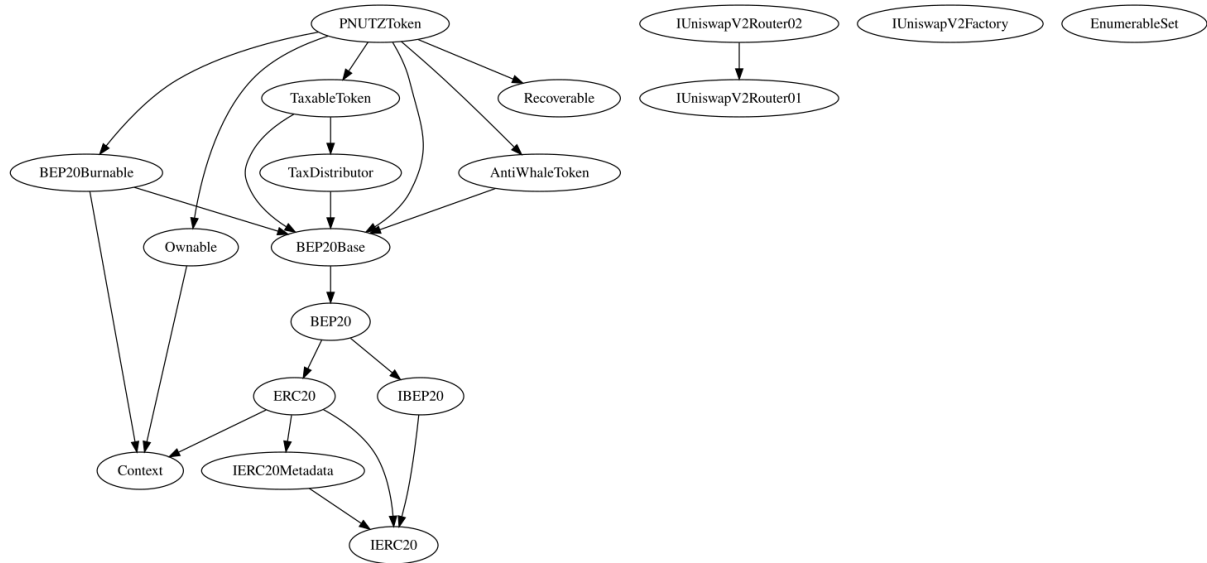 PNUTZToken
IUniswapV2Router02
IUniswapV2Factory
EnumerableSet
TaxableToken
Recoverable
IUniswapV2Router01
BEP20Burnable
TaxDistributor
AntiWhaleToken
Ownable
BEP20Base
BEP20
ERC20
IBEP20
Context
IERC20Metadata
IERC20